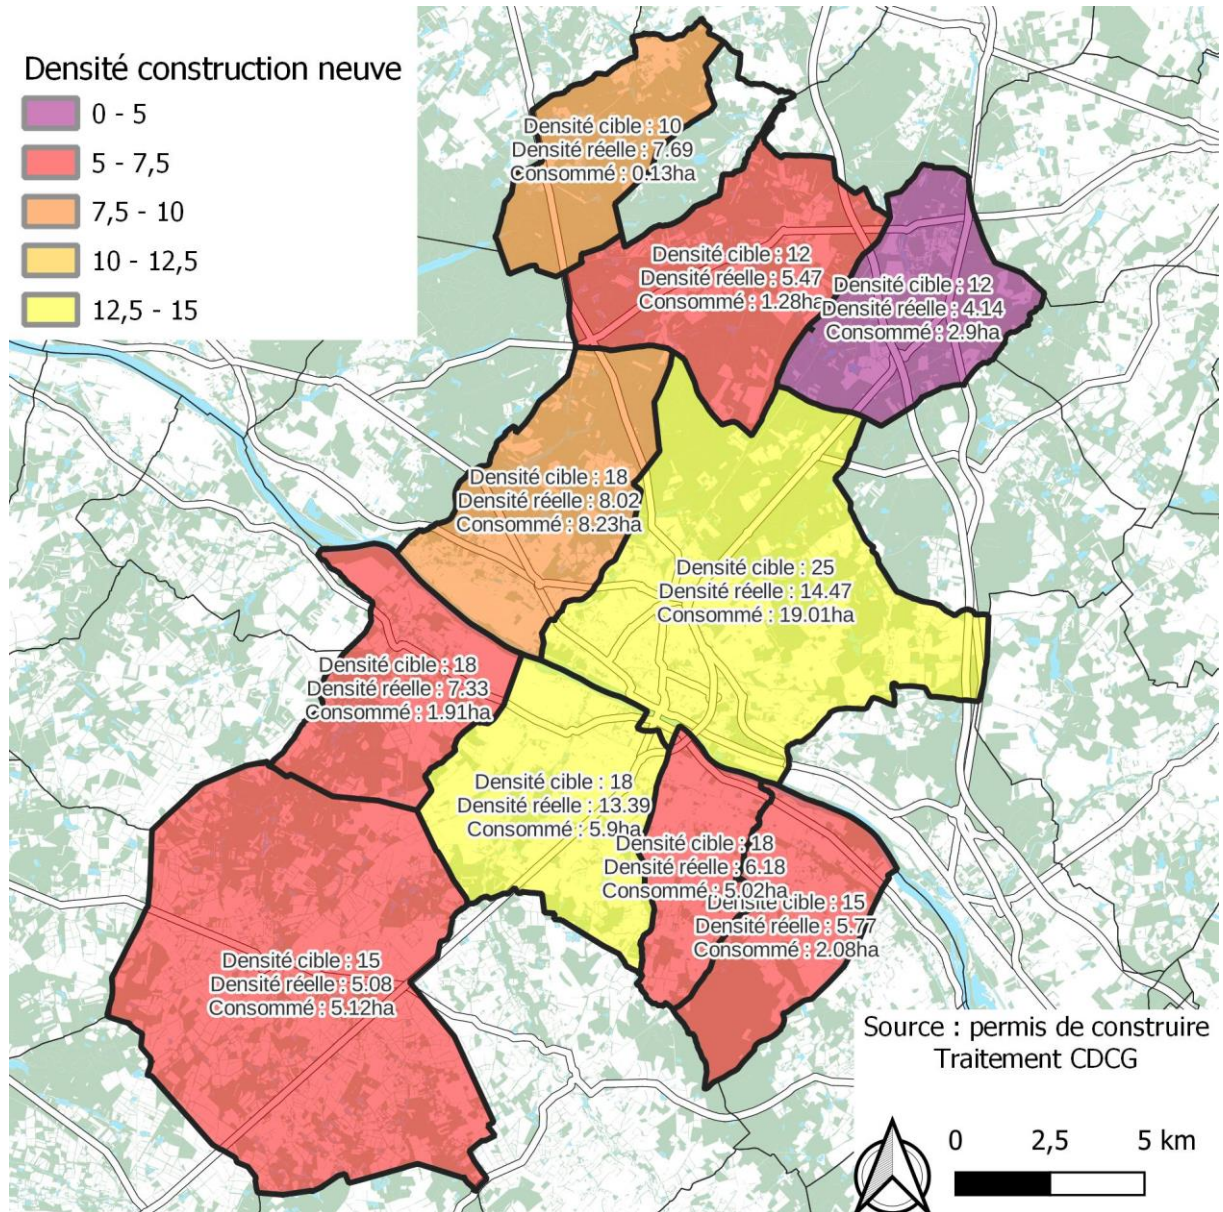 Densité construction neuve
0 - 5
5 - 7,5
7,5 - 10
10 - 12,5
12,5 - 15
Densité cible : 10
Densité réelle : 7.69
Consommé : 0.13ha
Densité cible : 12
Densité réelle : 5.47
Consommé : 1.28ha
Densité cible : 12
Densité réelle : 4.14
Consommé : 2.9ha
Densité cible : 18
Densité réelle : 8.02
Consommé : 8.23ha
Densité cible : 25
Densité réelle : 14.47
Consommé : 19.01ha
Densité cible : 18
Densité réelle : 7.33
Consommé : 1.91ha
Densité cible : 18
Densité réelle : 13.39
Consommé : 5.9ha
Densité cible : 18
Densité réelle : 6.18
Consommé : 5.02ha
Densité cible : 15
Densité réelle : 5.77
Consommé : 2.08ha
Densité cible : 15
Densité réelle : 5.08
Consommé : 5.12ha
Source : permis de construire
Traitement CDCG
0 2,5 5 km